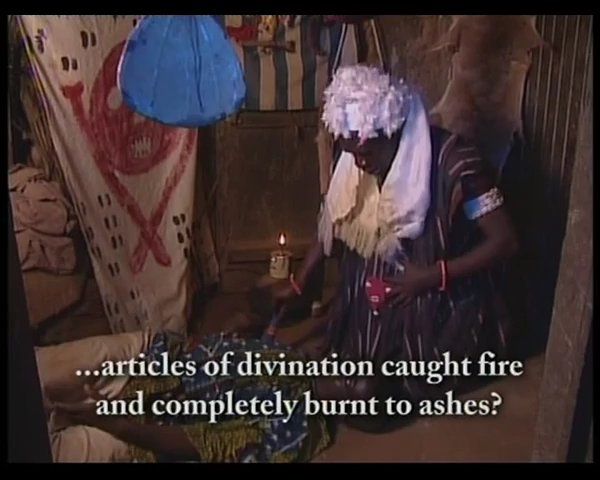 ...articles of divination caught fire
and completely burnt to ashes?